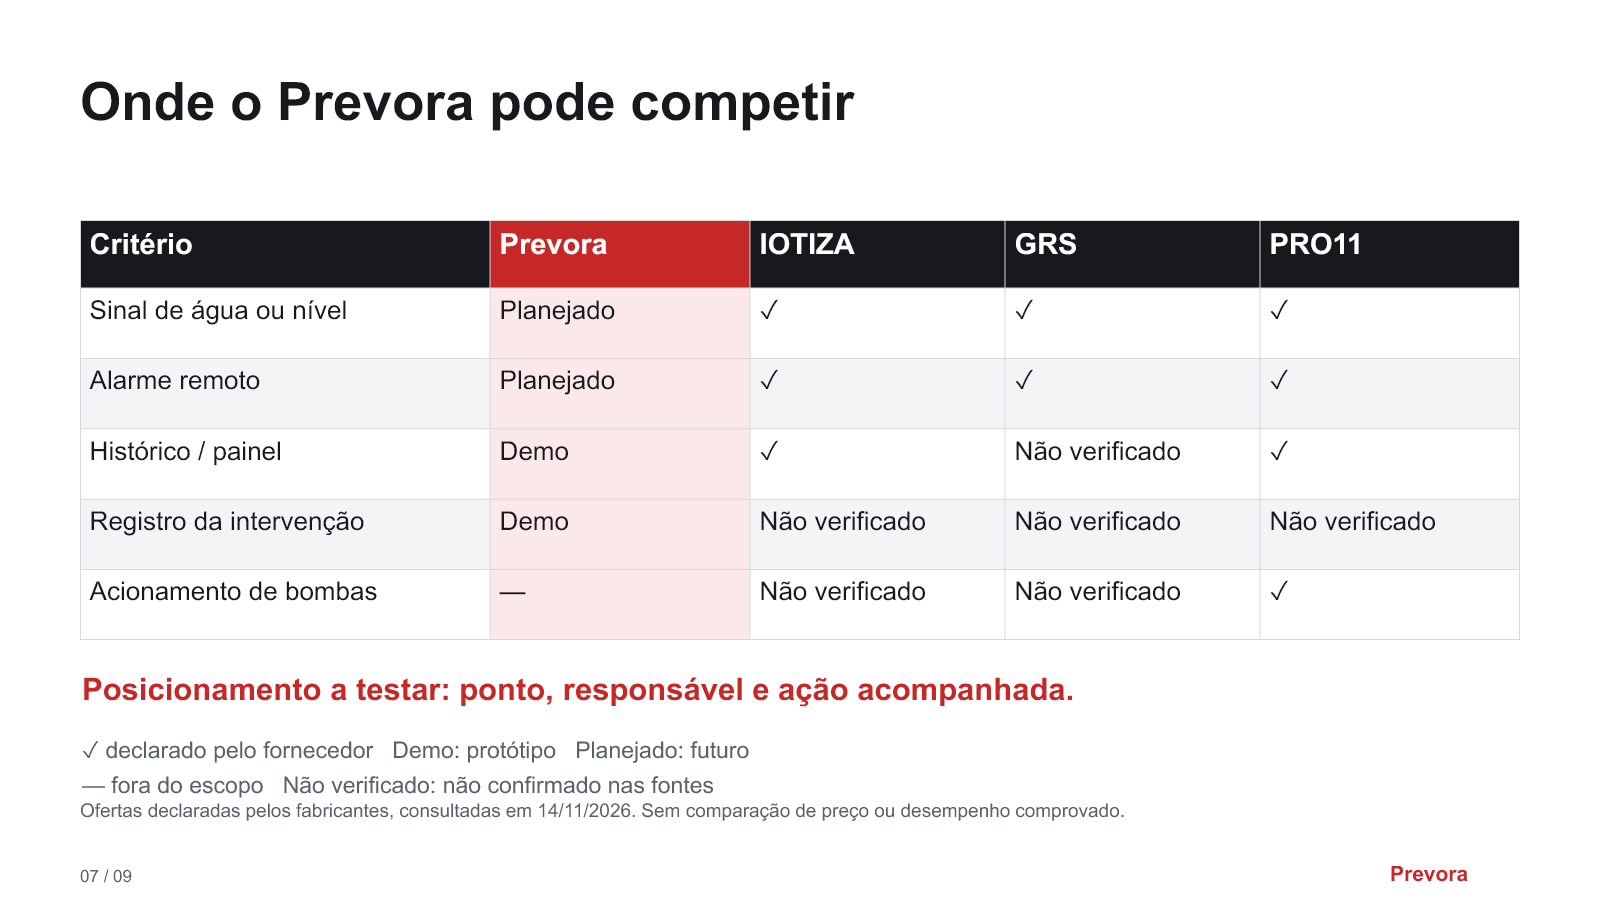 Onde o Prevora pode competir
Critério Prevora IOTIZA GRS PRO11
Sinal de água ou nível Planejado ✓ ✓ ✓
Alarme remoto Planejado ✓ ✓ ✓
Histórico / painel Demo ✓ Não verificado ✓
Registro da intervenção Demo Não verificado Não verificado Não verificado
Acionamento de bombas — Não verificado Não verificado ✓
Posicionamento a testar: ponto, responsável e ação acompanhada.
✓ declarado pelo fornecedor Demo: protótipo Planejado: futuro
— fora do escopo Não verificado: não confirmado nas fontes
Ofertas declaradas pelos fabricantes, consultadas em 14/11/2026. Sem comparação de preço ou desempenho comprovado.
07 / 09 Prevora